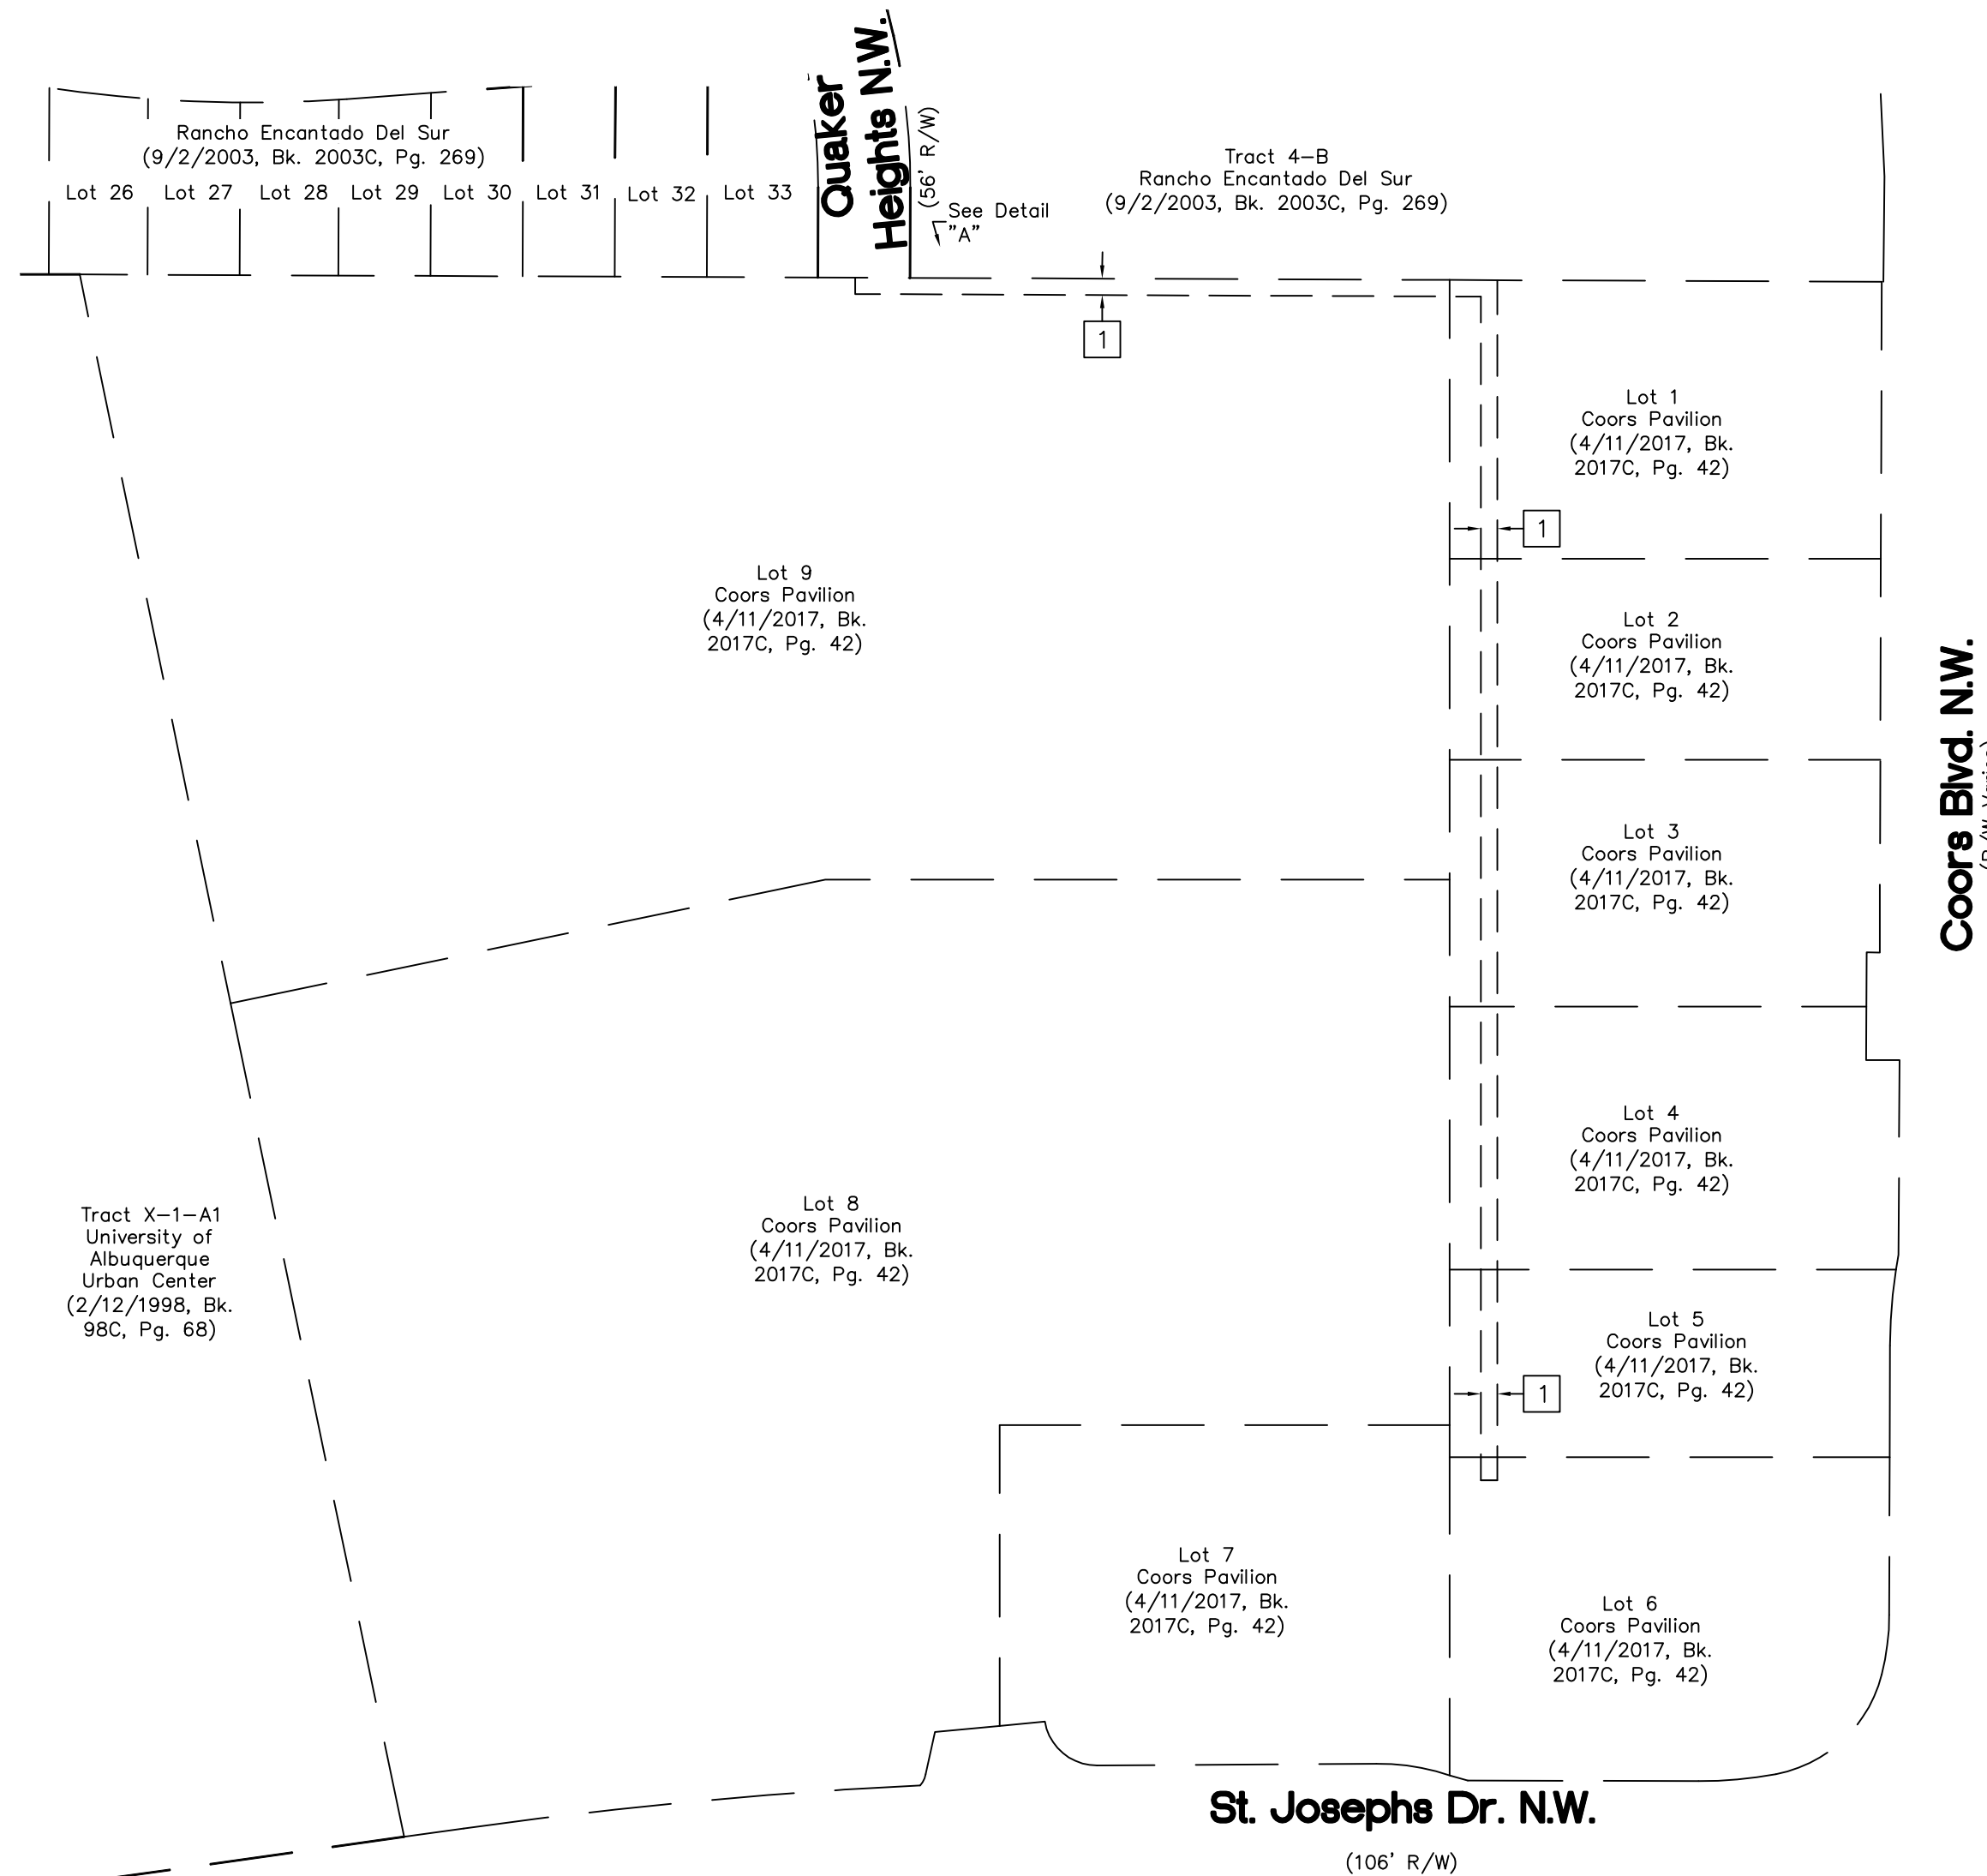 Quaker
Heights N.W.
(56' R/W)
Rancho Encantado Del Sur
(9/2/2003, Bk. 2003C, Pg. 269)
Lot 26
Lot 27
Lot 28
Lot 29
Lot 30
Lot 31
Lot 32
Lot 33
See Detail
"A"
Tract 4-B
Rancho Encantado Del Sur
(9/2/2003, Bk. 2003C, Pg. 269)
1
Lot 1
Coors Pavilion
(4/11/2017, Bk.
2017C, Pg. 42)
1
Lot 9
Coors Pavilion
(4/11/2017, Bk.
2017C, Pg. 42)
Lot 2
Coors Pavilion
(4/11/2017, Bk.
2017C, Pg. 42)
Coors Blvd. N.W.
Lot 3
Coors Pavilion
(4/11/2017, Bk.
2017C, Pg. 42)
Lot 4
Coors Pavilion
(4/11/2017, Bk.
2017C, Pg. 42)
Tract X-1-A1
University of
Albuquerque
Urban Center
(2/12/1998, Bk.
98C, Pg. 68)
Lot 8
Coors Pavilion
(4/11/2017, Bk.
2017C, Pg. 42)
Lot 5
Coors Pavilion
(4/11/2017, Bk.
2017C, Pg. 42)
1
Lot 7
Coors Pavilion
(4/11/2017, Bk.
2017C, Pg. 42)
Lot 6
Coors Pavilion
(4/11/2017, Bk.
2017C, Pg. 42)
St. Josephs Dr. N.W.
(106' R/W)